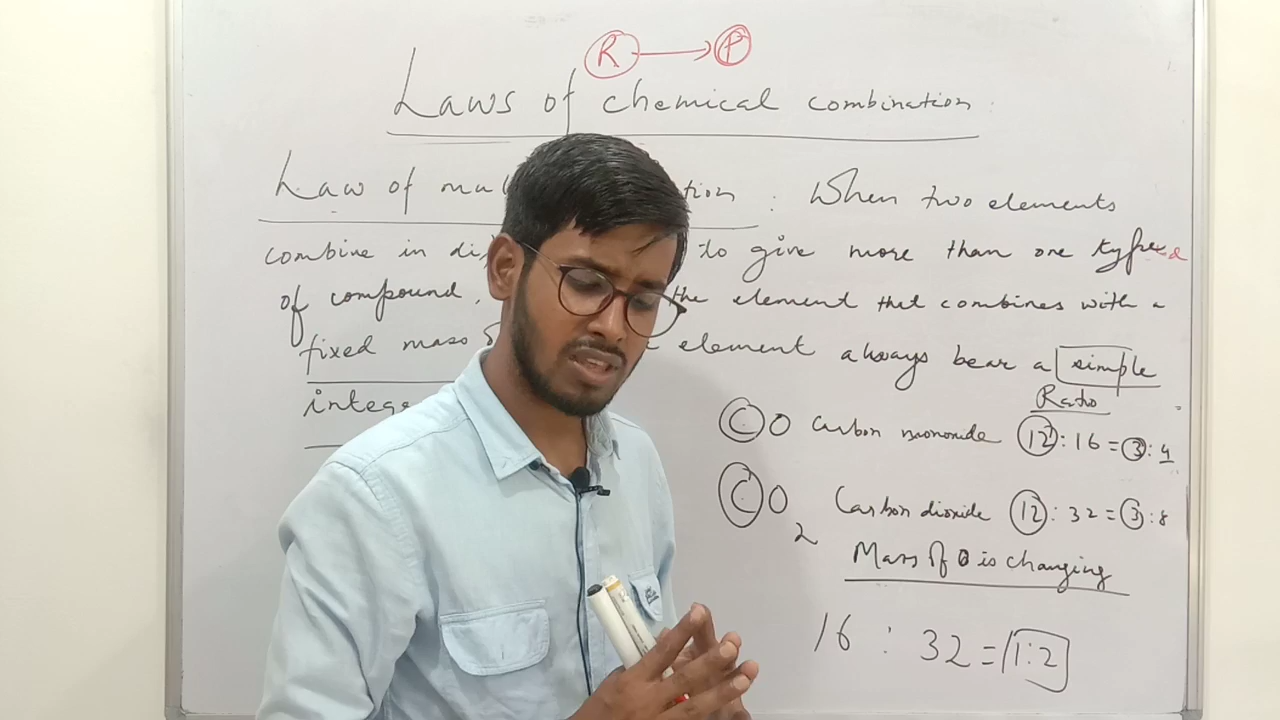 R → P
Laws of chemical combination
Law of mul tion : When two elements
combine in di to give more than one type
of compound, the element that combines with a
fixed mass element always bear a simple
integ Ratio
CO Carbon monoxide 12 : 16 = 3 : 4
CO2 Carbon dioxide 12 : 32 = 3 : 8
Mass of O is changing
16 : 32 = 1:2